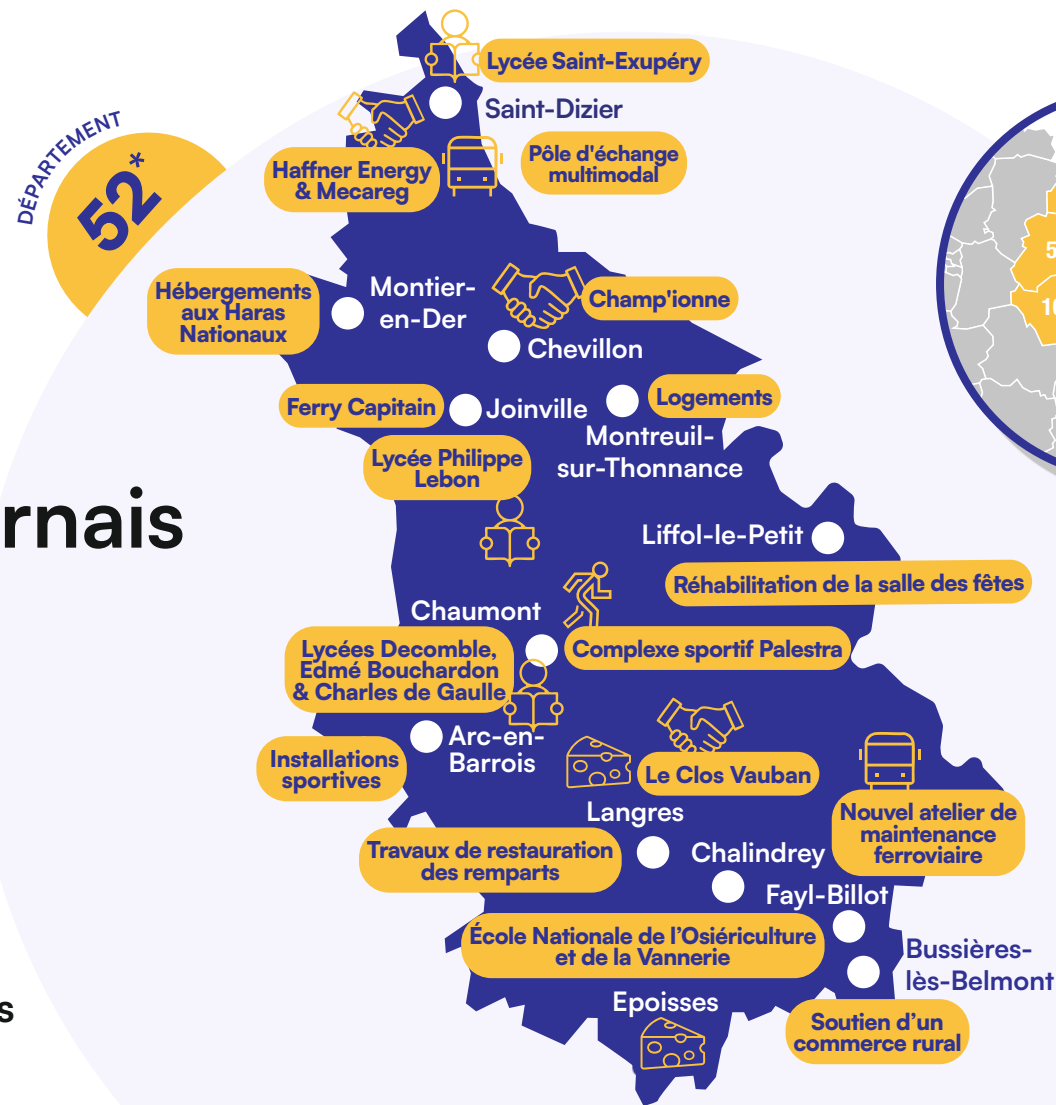 DÉPARTEMENT
52*
Lycée Saint-Exupéry
Saint-Dizier
Haffner Energy
& Mecareg
Pôle d'échange
multimodal
Hébergements
aux Haras
Nationaux
Montier-
en-Der
Champ'ionne
Chevillon
Ferry Capitain
Joinville
Logements
Montreuil-
sur-Thonnance
Lycée Philippe
Lebon
rnais
Liffol-le-Petit
Réhabilitation de la salle des fêtes
Chaumont
Lycées Decomble,
Edmé Bouchardon
& Charles de Gaulle
Complexe sportif Palestra
Arc-en-
Barrois
Installations
sportives
Le Clos Vauban
Langres
Nouvel atelier de
maintenance
ferroviaire
Travaux de restauration
des remparts
Chalindrey
Fayl-Billot
École Nationale de l'Osiériculture
et de la Vannerie
Bussières-
lès-Belmont
Epoisses
Soutien d'un
commerce rural
s